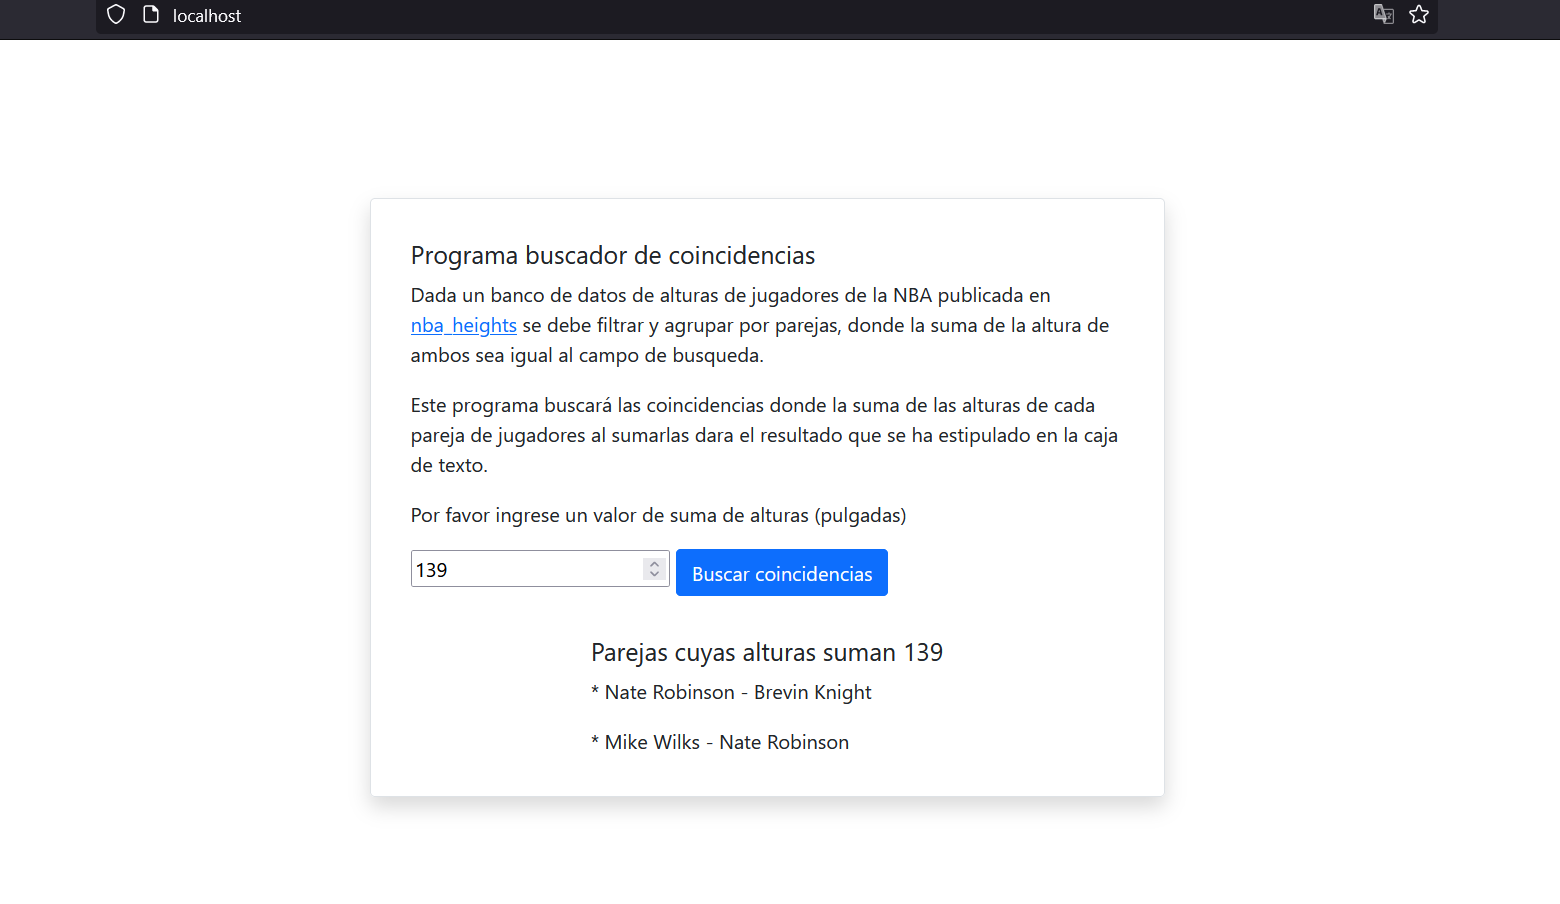 localhost
Programa buscador de coincidencias
Dada un banco de datos de alturas de jugadores de la NBA publicada en
nba_heights se debe filtrar y agrupar por parejas, donde la suma de la altura de
ambos sea igual al campo de busqueda.
Este programa buscará las coincidencias donde la suma de las alturas de cada
pareja de jugadores al sumarlas dara el resultado que se ha estipulado en la caja
de texto.
Por favor ingrese un valor de suma de alturas (pulgadas)
139 Buscar coincidencias
Parejas cuyas alturas suman 139
* Nate Robinson - Brevin Knight
* Mike Wilks - Nate Robinson